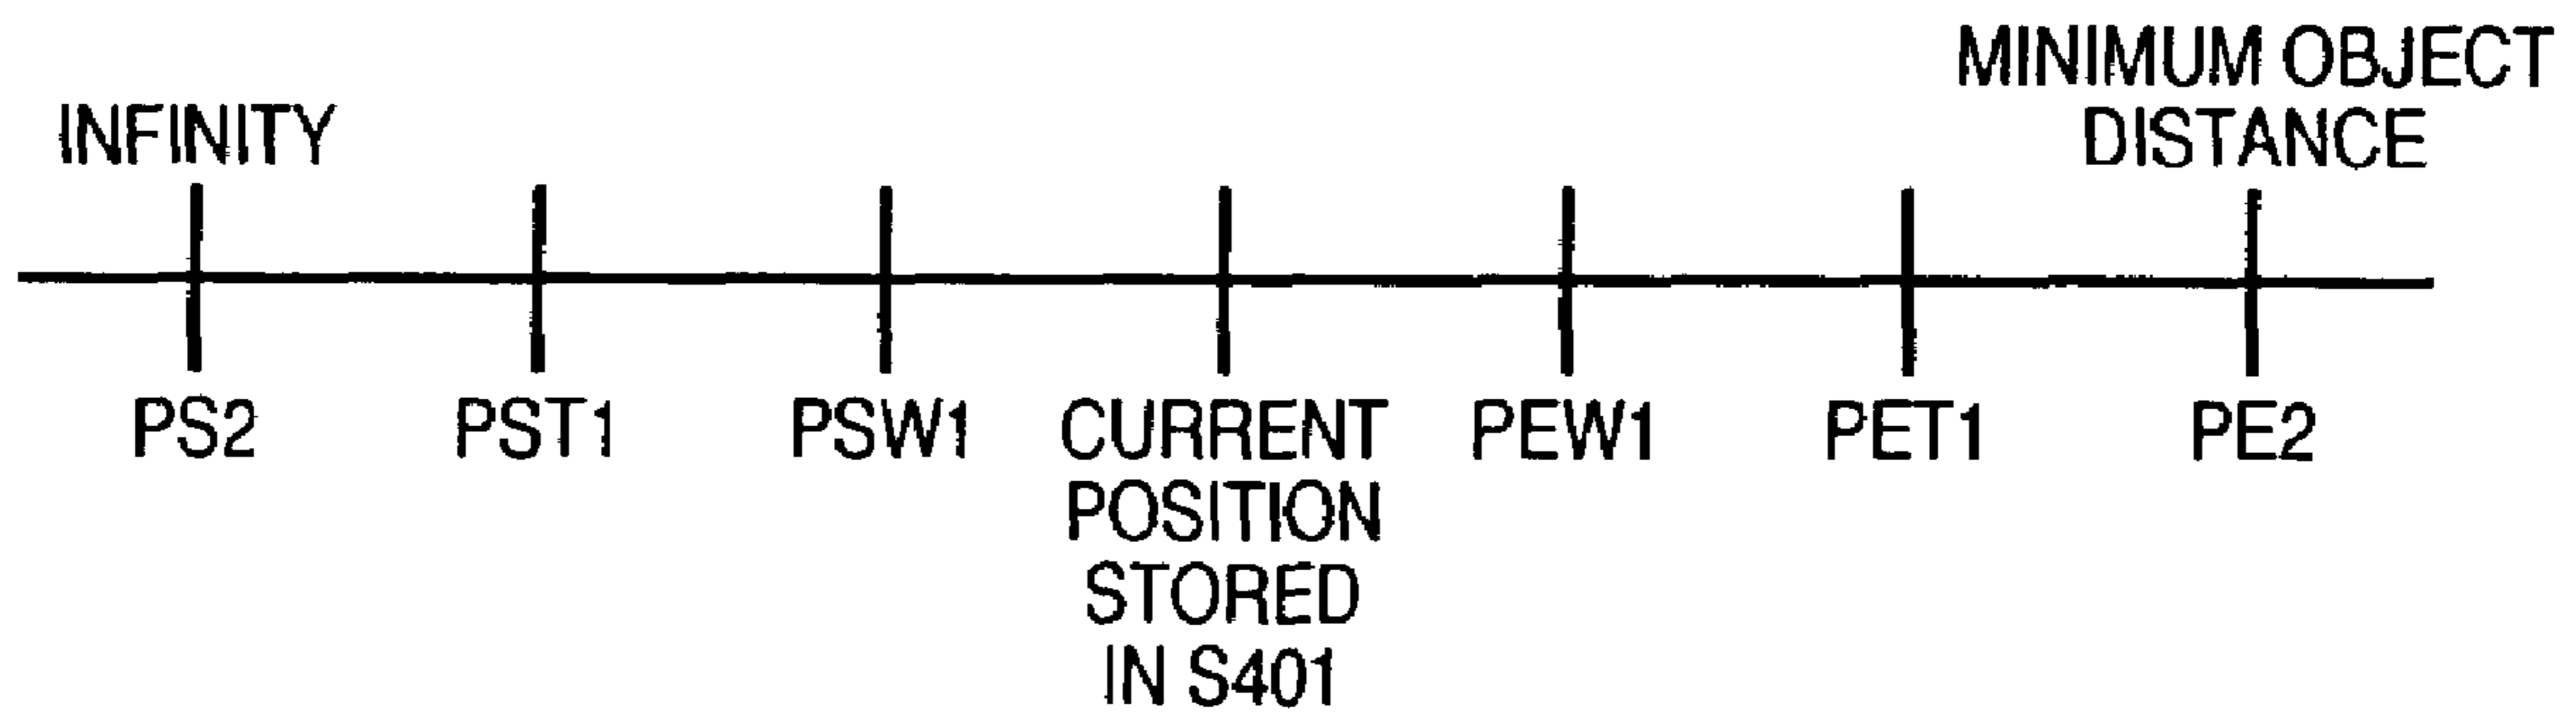 INFINITY
MINIMUM OBJECT
DISTANCE
PS2
PST1
PSW1
CURRENT
POSITION
STORED
IN S401
PEW1
PET1
PE2